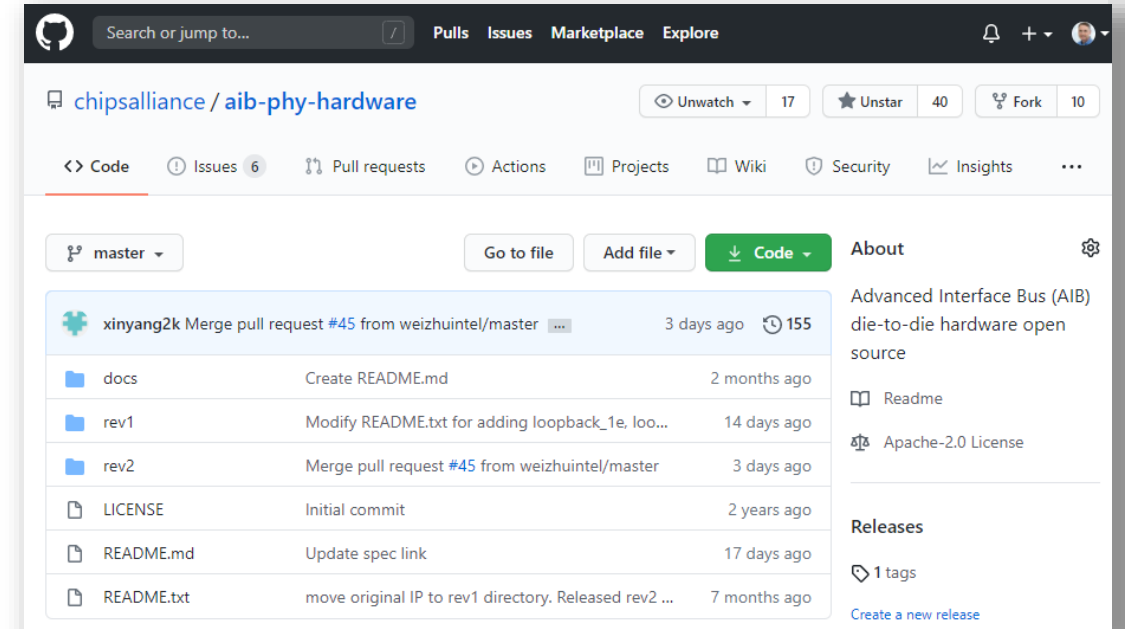 Search or jump to... / Pulls Issues Marketplace Explore
chipsalliance / aib-phy-hardware Unwatch 17 Unstar 40 Fork 10
Code Issues 6 Pull requests Actions Projects Wiki Security Insights ...
master Go to file Add file Code
xinyang2k Merge pull request #45 from weizhuintel/master ... 3 days ago 155
docs Create README.md 2 months ago
rev1 Modify README.txt for adding loopback_1e, loo... 14 days ago
rev2 Merge pull request #45 from weizhuintel/master 3 days ago
LICENSE Initial commit 2 years ago
README.md Update spec link 17 days ago
README.txt move original IP to rev1 directory. Released rev2 ... 7 months ago
About
Advanced Interface Bus (AIB)
die-to-die hardware open
source
Readme
Apache-2.0 License
Releases
1 tags
Create a new release